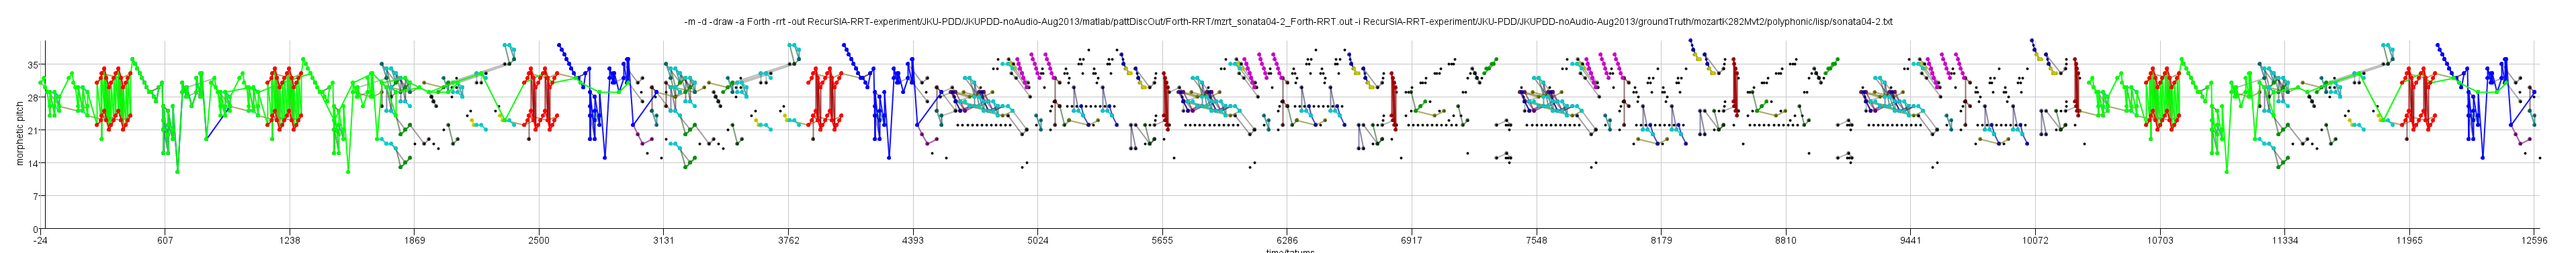 -m -d -draw -a Forth -rrt -out RecurSIA-RRT-experiment/JKU-PDD/JKUPDD-noAudio-Aug2013/matlab/pattDiscOut/Forth-RRT/mzrt_sonata04-2_Forth-RRT.out -i RecurSIA-RRT-experiment/JKU-PDD/JKUPDD-noAudio-Aug2013/groundTruth/mozartK282Mvt2/polyphonic/lisp/sonata04-2.txt
morphetic pitch
35
28
21
14
7
0
-24 607 1238 1869 2500 3131 3762 4393 5024 5655 6286 6917 7548 8179 8810 9441 10072 10703 11334 11965 12596
time/tatums